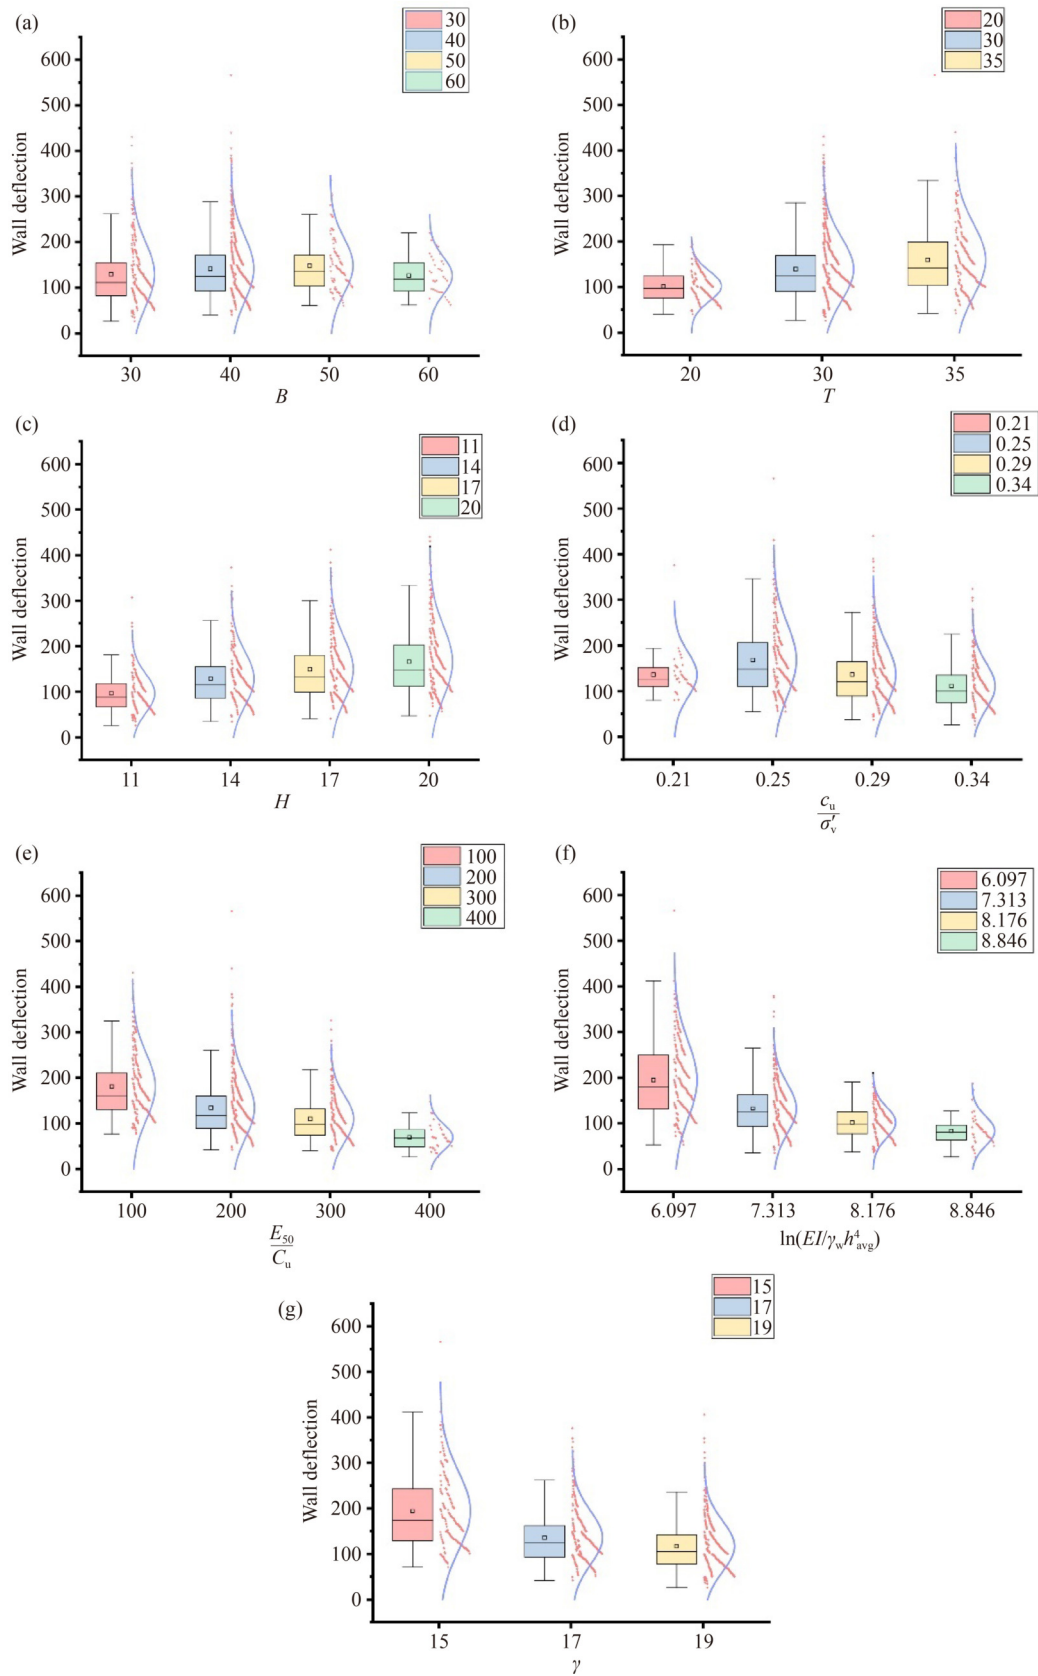 (a)
30
40
50
60
600
500
400
300
200
100
0
Wall deflection
30 40 50 60
B
(b)
20
30
35
600
500
400
300
200
100
0
Wall deflection
20 30 35
T
(c)
11
14
17
20
600
500
400
300
200
100
0
Wall deflection
11 14 17 20
H
(d)
0.21
0.25
0.29
0.34
600
500
400
300
200
100
0
Wall deflection
0.21 0.25 0.29 0.34
c_u
σ′_v
(e)
100
200
300
400
600
500
400
300
200
100
0
Wall deflection
100 200 300 400
E_50
C_u
(f)
6.097
7.313
8.176
8.846
600
500
400
300
200
100
0
Wall deflection
6.097 7.313 8.176 8.846
ln(EI/γ_w h^4_avg)
(g)
15
17
19
600
500
400
300
200
100
0
Wall deflection
15 17 19
γ